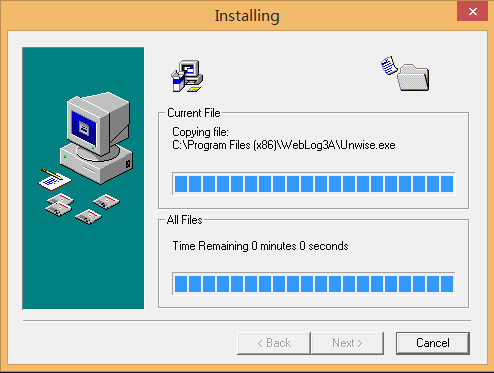 Installing
Current File
Copying file:
C:\Program Files (x86)\WebLog3A\Unwise.exe
All Files
Time Remaining 0 minutes 0 seconds
< Back
Next >
Cancel